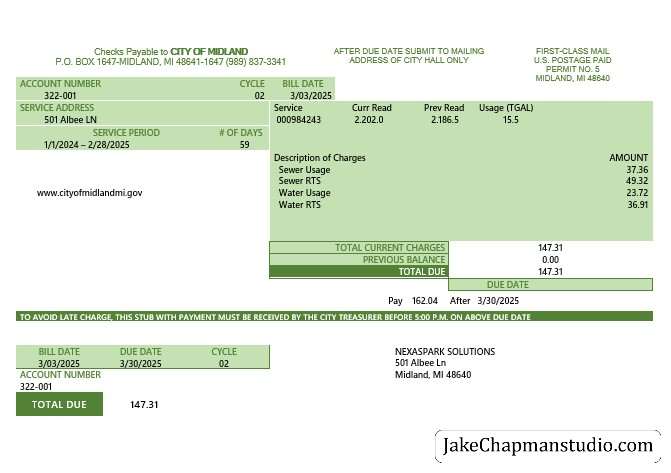 Checks Payable to CITY OF MIDLAND
P.O. BOX 1647-MIDLAND, MI 48641-1647 (989) 837-3341
AFTER DUE DATE SUBMIT TO MAILING
ADDRESS OF CITY HALL ONLY
FIRST-CLASS MAIL
U.S. POSTAGE PAID
PERMIT NO. 5
MIDLAND, MI 48640
ACCOUNT NUMBER CYCLE BILL DATE
322-001 02 3/03/2025
SERVICE ADDRESS
501 Albee LN
SERVICE PERIOD # OF DAYS
1/1/2024 – 2/28/2025 59
www.cityofmidlandmi.gov
Service Curr Read Prev Read Usage (TGAL)
000984243 2.202.0 2.186.5 15.5
Description of Charges AMOUNT
Sewer Usage 37.36
Sewer RTS 49.32
Water Usage 23.72
Water RTS 36.91
TOTAL CURRENT CHARGES 147.31
PREVIOUS BALANCE 0.00
TOTAL DUE 147.31
DUE DATE
Pay 162.04 After 3/30/2025
TO AVOID LATE CHARGE, THIS STUB WITH PAYMENT MUST BE RECEIVED BY THE CITY TREASURER BEFORE 5:00 P.M. ON ABOVE DUE DATE
BILL DATE DUE DATE CYCLE
3/03/2025 3/30/2025 02
ACCOUNT NUMBER
322-001
TOTAL DUE 147.31
NEXASPARK SOLUTIONS
501 Albee Ln
Midland, MI 48640
JakeChapmanstudio.com